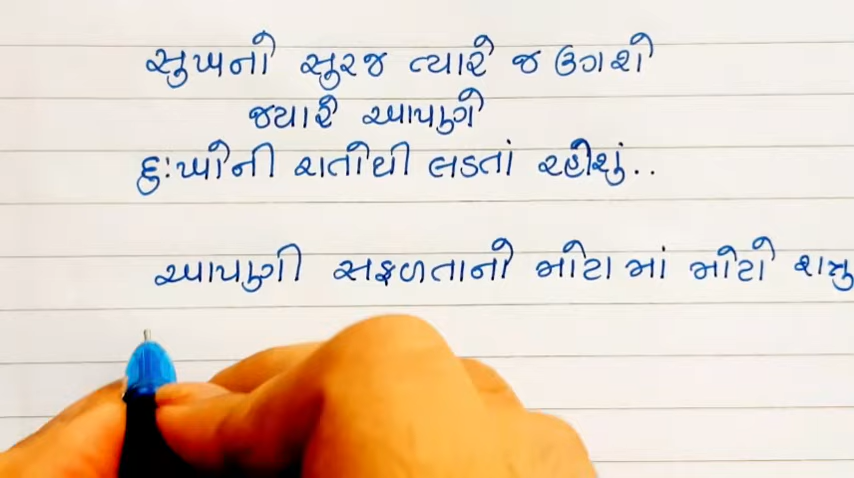 સુખનો સુરજ ત્યારે જ ઉગશે
જ્યારે આપણે
દુ:ખોની રાતોથી લડતાં રહીશું..
આપણી સફળતાનો મોટા માં મોટો શત્રુ